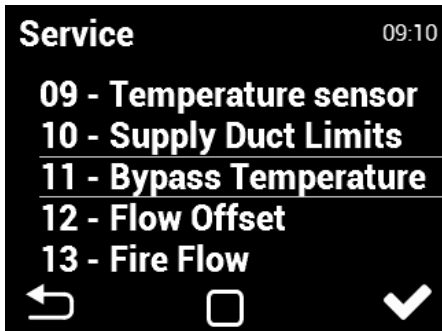 Service 09:10
09 - Temperature sensor
10 - Supply Duct Limits
11 - Bypass Temperature
12 - Flow Offset
13 - Fire Flow